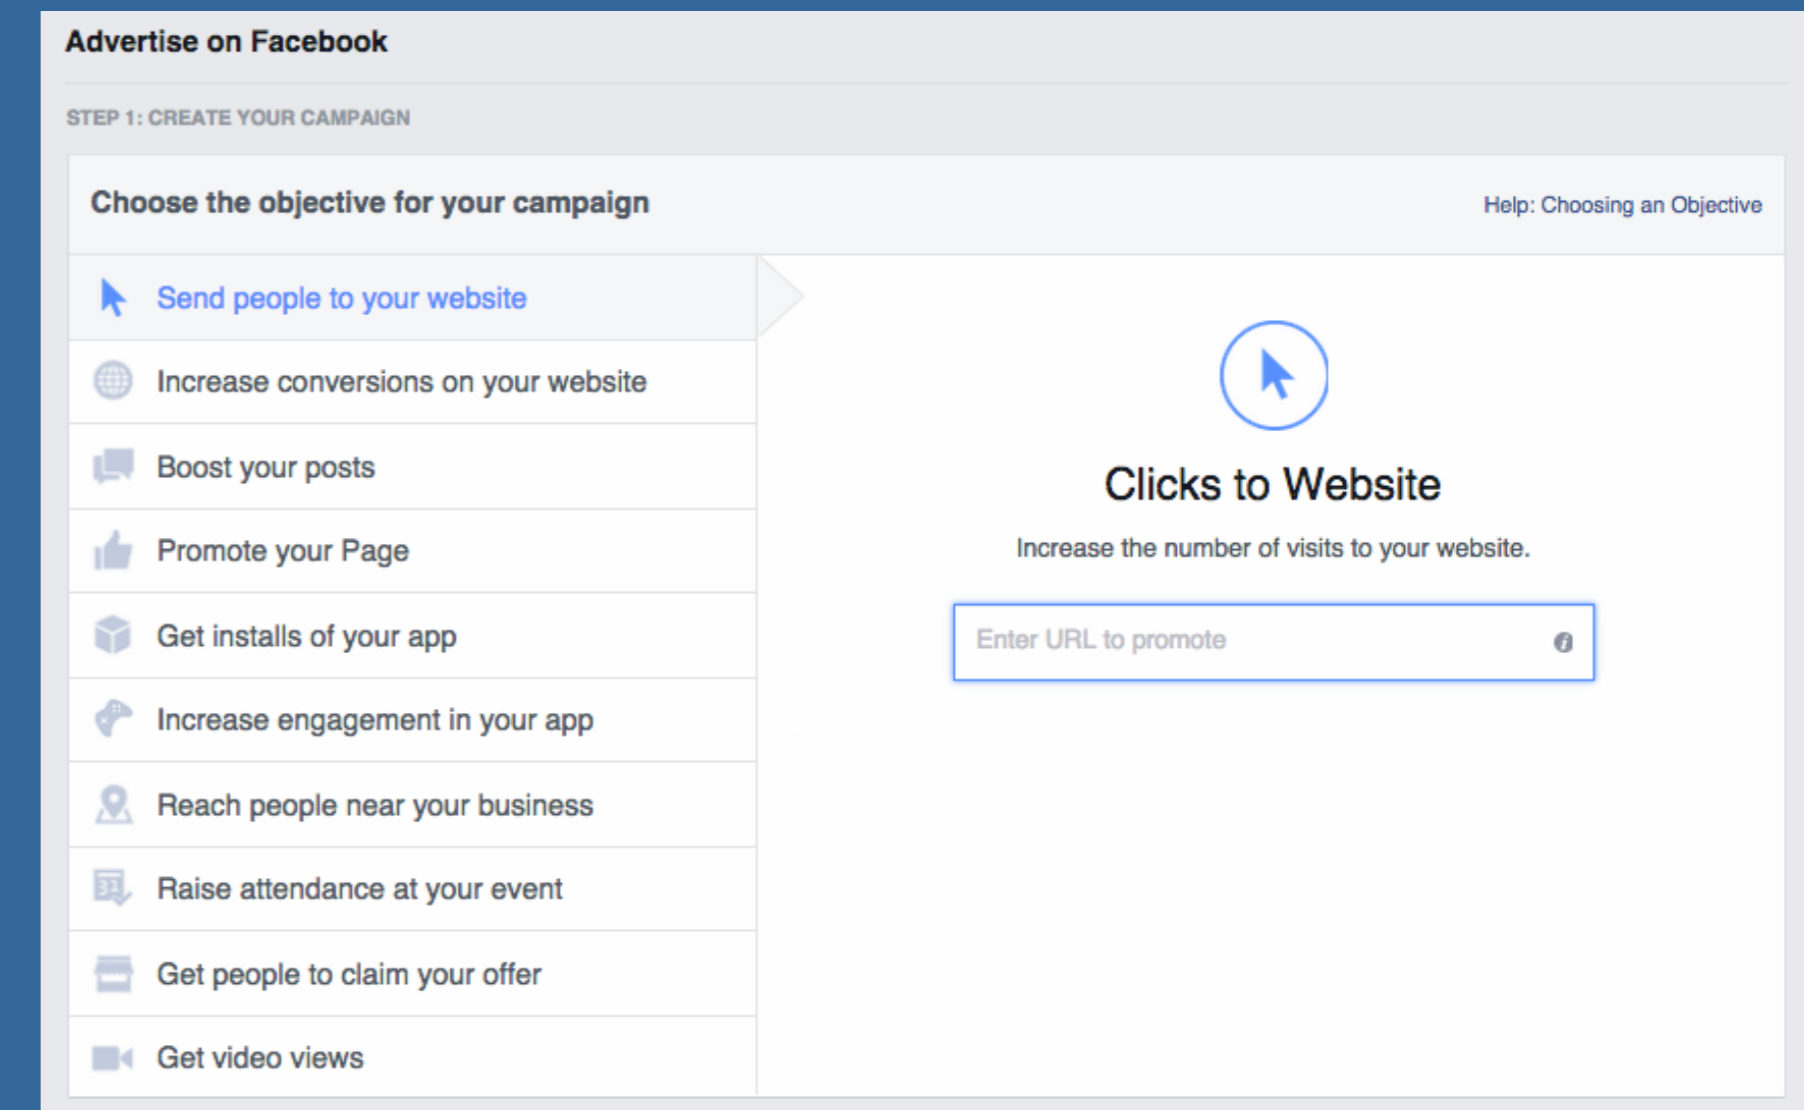 Advertise on Facebook
STEP 1: CREATE YOUR CAMPAIGN
Choose the objective for your campaign
Help: Choosing an Objective
Send people to your website
Increase conversions on your website
Boost your posts
Promote your Page
Get installs of your app
Increase engagement in your app
Reach people near your business
31
Raise attendance at your event
Get people to claim your offer
Get video views
Clicks to Website
Increase the number of visits to your website.
Enter URL to promote
i